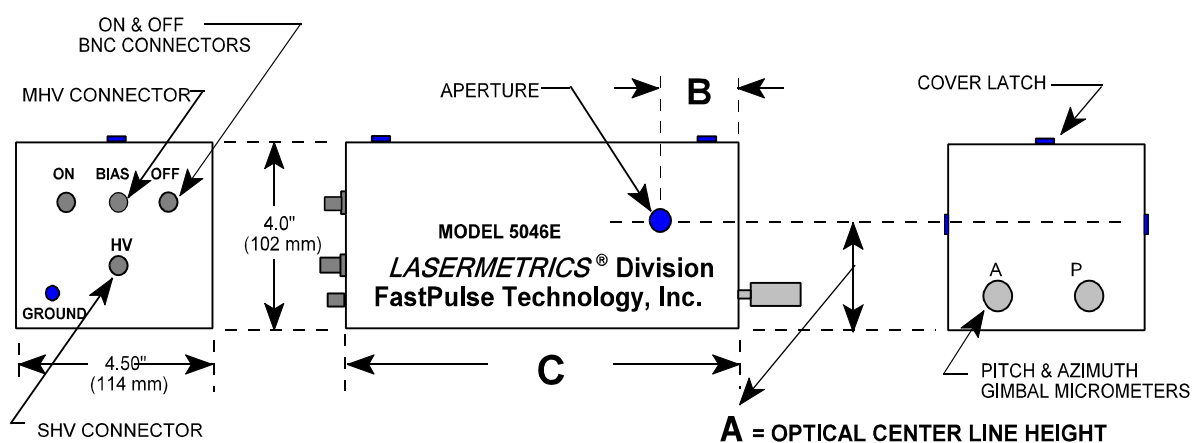 ON & OFF
BNC CONNECTORS
MHV CONNECTOR
ON BIAS OFF
HV
GROUND
4.50"
(114 mm)
SHV CONNECTOR
4.0"
(102 mm)
APERTURE
B
MODEL 5046E
LASERMETRICS ® Division
FastPulse Technology, Inc.
C
A = OPTICAL CENTER LINE HEIGHT
COVER LATCH
A P
PITCH & AZIMUTH
GIMBAL MICROMETERS